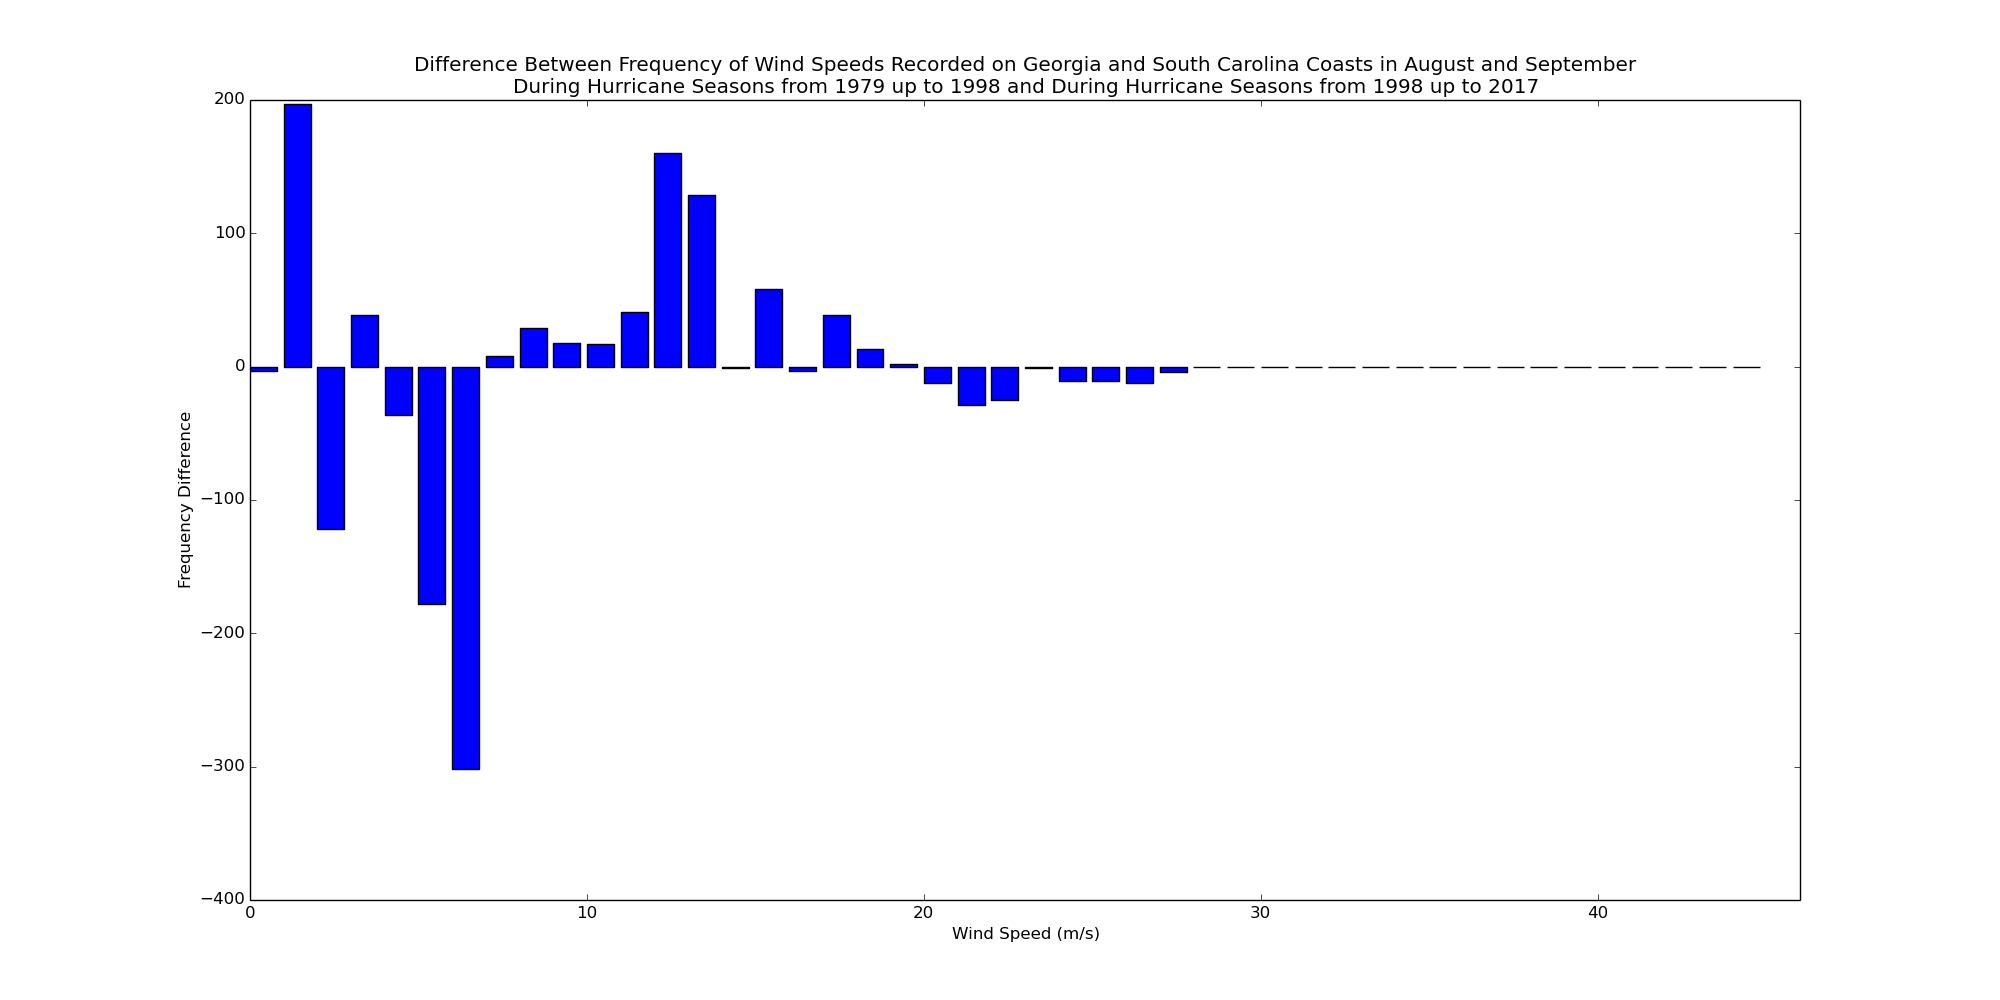 Difference Between Frequency of Wind Speeds Recorded on Georgia and South Carolina Coasts in August and September
During Hurricane Seasons from 1979 up to 1998 and During Hurricane Seasons from 1998 up to 2017
200
100
0
−100
−200
−300
−400
Frequency Difference
0 10 20 30 40
Wind Speed (m/s)